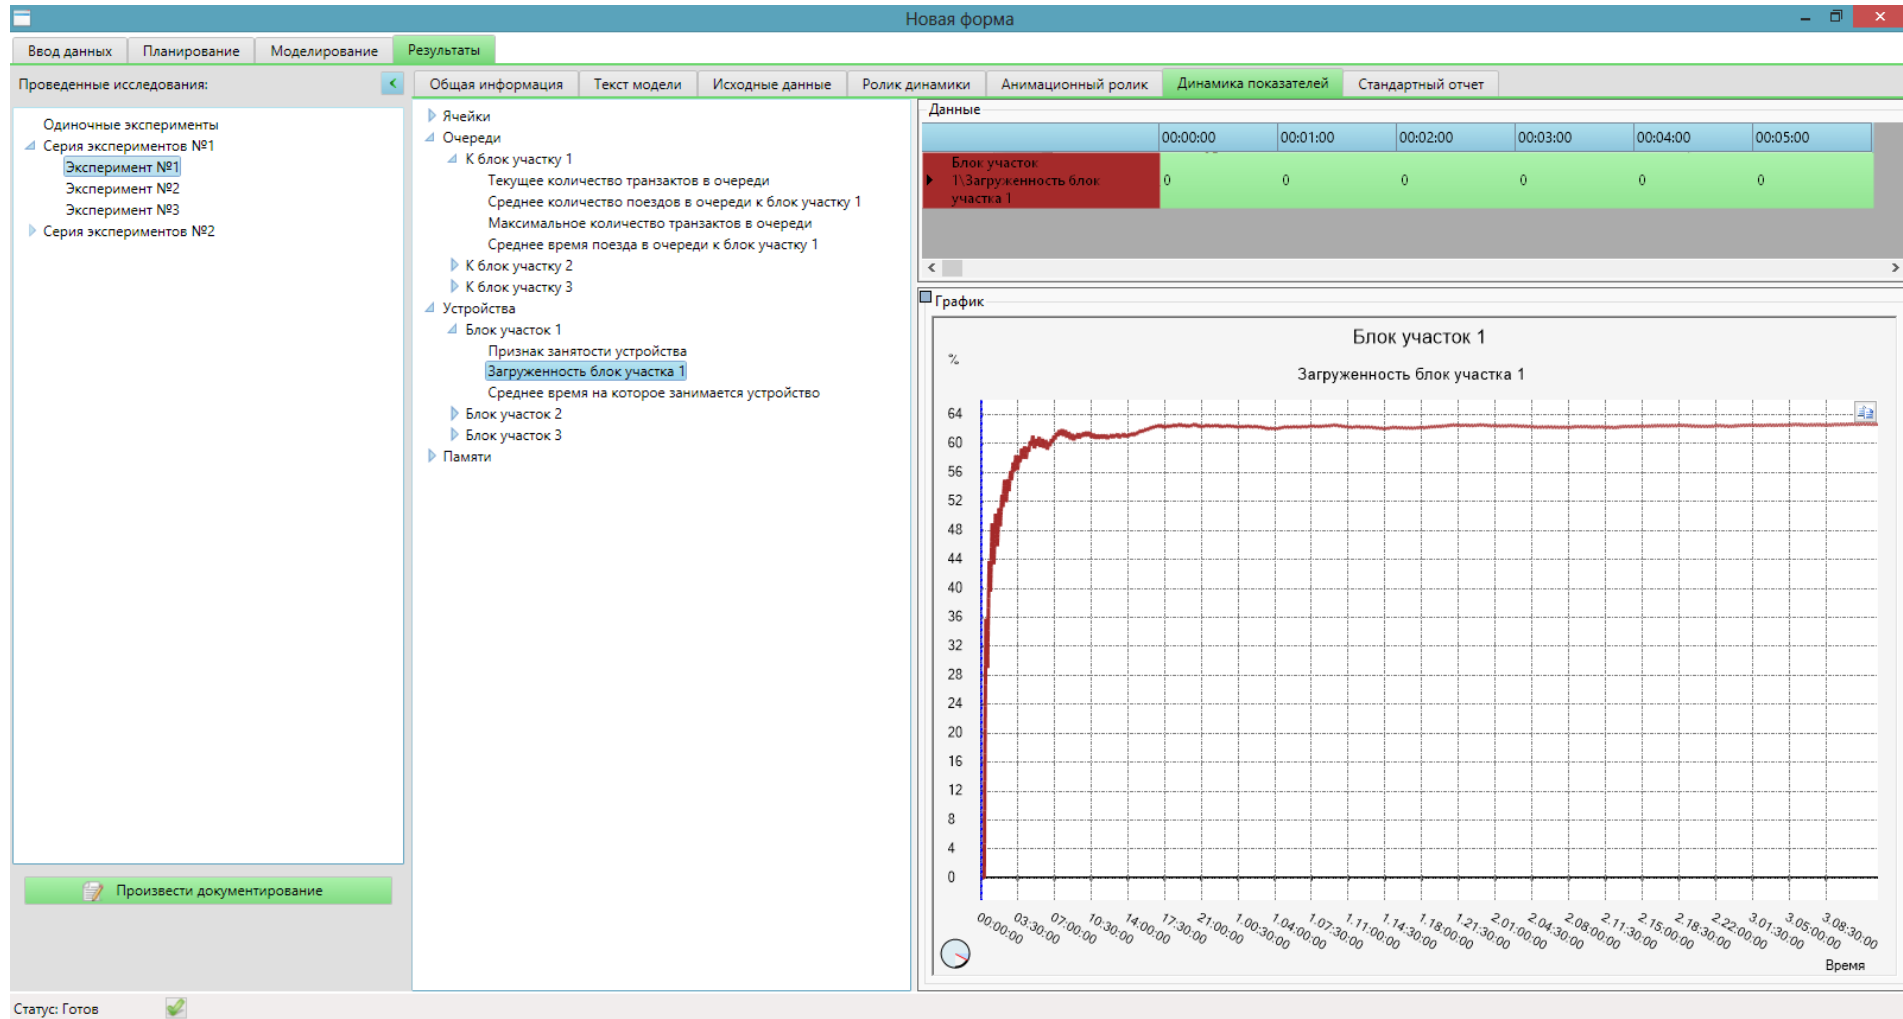 Новая форма
Ввод данных
Планирование
Моделирование
Результаты
Проведенные исследования:
Общая информация
Текст модели
Исходные данные
Ролик динамики
Анимационный ролик
Динамика показателей
Стандартный отчет
Одиночные эксперименты
Серия экспериментов №1
Эксперимент №1
Эксперимент №2
Эксперимент №3
Серия экспериментов №2
Произвести документирование
Ячейки
Очереди
К блок участку 1
Текущее количество транзактов в очереди
Среднее количество поездов в очереди к блок участку 1
Максимальное количество транзактов в очереди
Среднее время поезда в очереди к блок участку 1
К блок участку 2
К блок участку 3
Устройства
Блок участок 1
Признак занятости устройства
Загруженность блок участка 1
Среднее время на которое занимается устройство
Блок участок 2
Блок участок 3
Памяти
Данные
00:00:00 00:01:00 00:02:00 00:03:00 00:04:00 00:05:00
Блок участок
1\Загруженность блок
участка 1
0 0 0 0 0 0
График
Блок участок 1
%
Загруженность блок участка 1
64
60
56
52
48
44
40
36
32
28
24
20
16
12
8
4
0
00:00:00
03:30:00
07:00:00
10:30:00
14:00:00
17:30:00
21:00:00
1.00:30:00
1.04:00:00
1.07:30:00
1.11:00:00
1.14:30:00
1.18:00:00
1.21:30:00
2.01:00:00
2.04:30:00
2.08:00:00
2.11:30:00
2.15:00:00
2.18:30:00
2.22:00:00
3.01:30:00
3.05:00:00
3.08:30:00
Время
Статус: Готов